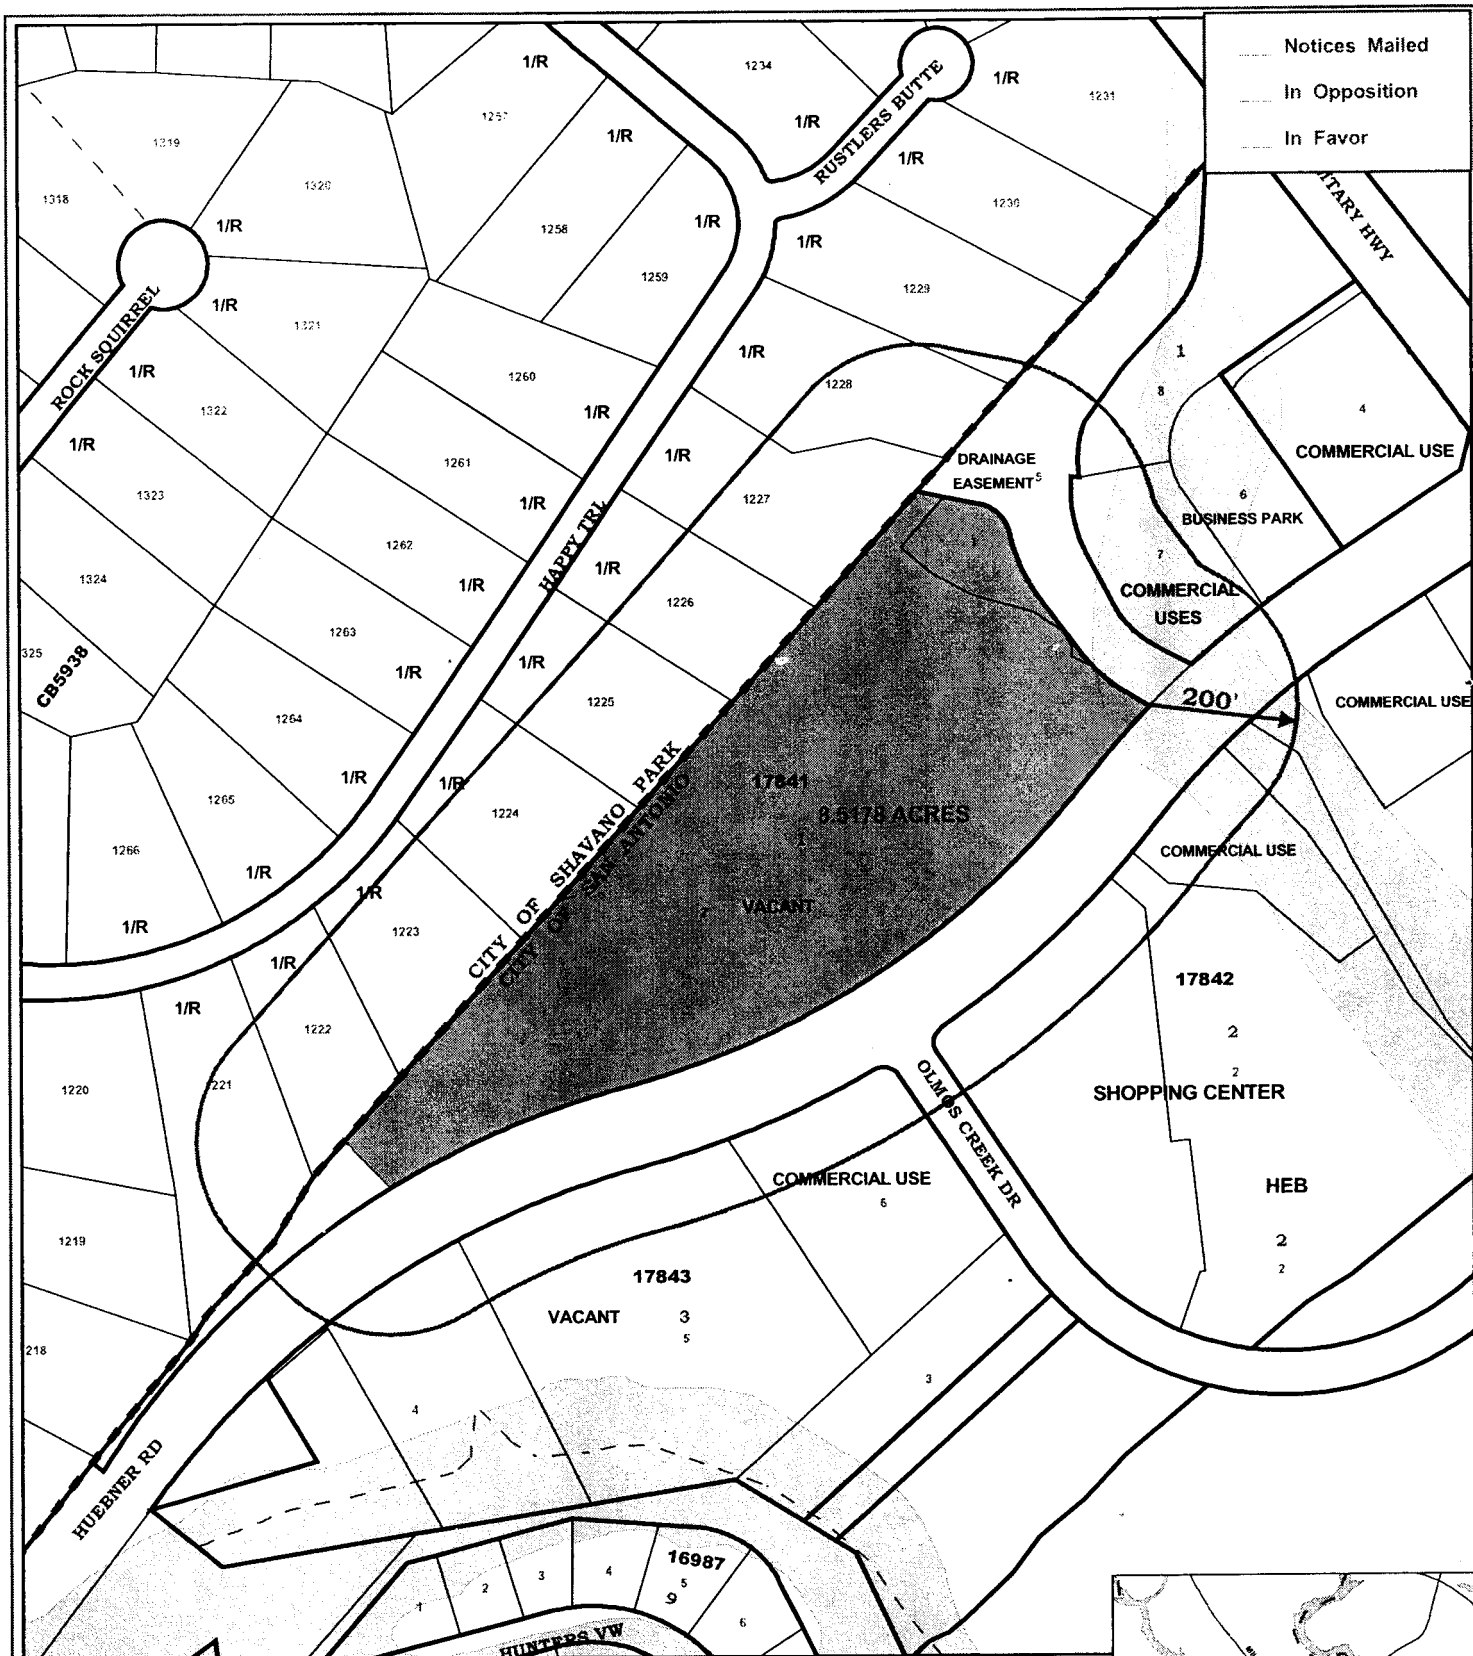 Notices Mailed
In Opposition
In Favor
1/R
1234
RUSTLERS BUTTE
1/R
1231
1257
1/R
1/R
1/R
1319
1320
1318
1/R
1258
1/R
1/R
1230
ITARY HWY
1259
1229
1/R
ROCK SQUIRREL
1321
1/R
1/R
1
8
4
COMMERCIAL USE
1260
1228
1322
1/R
1/R
1/R
1261
DRAINAGE
EASEMENT 5
1323
1/R
1227
6
BUSINESS PARK
HAPPY TRL
1262
7
COMMERCIAL
USES
1324
1/R
1/R
1226
325
CB5938
1263
1/R
1/R
1225
200'
COMMERCIAL USE
1264
CITY OF SHAVANO PARK
CITY OF SAN ANTONIO
17841
8.5178 ACRES
1
VACANT
1/R
1/R
1265
1224
1266
1/R
COMMERCIAL USE
1/R
1/R
1223
1/R
17842
2
2
1/R
1222
1220
1221
OLMOS CREEK DR
SHOPPING CENTER
COMMERCIAL USE
6
HEB
2
2
1219
17843
VACANT 3
5
218
3
4
HUEBNER RD
16987
5
9
1
2
3
4
6
HUNTERS VW